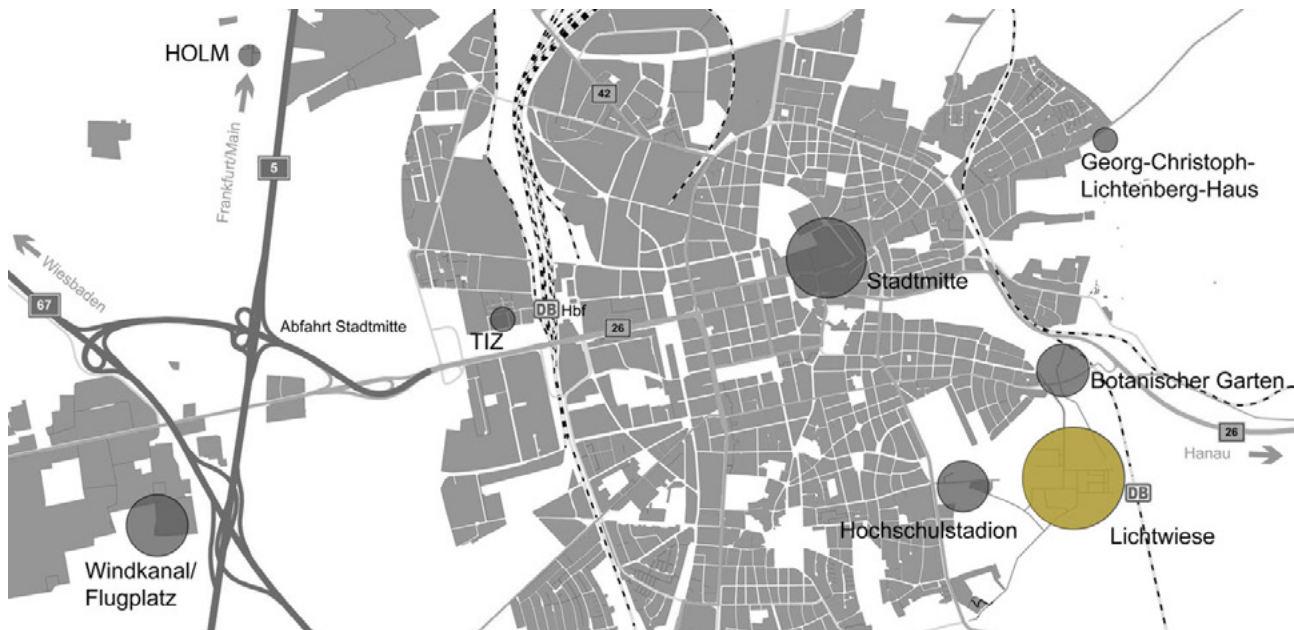 HOLM
Frankfurt/Main
5
42
Georg-Christoph-
Lichtenberg-Haus
Wiesbaden
67
Abfahrt Stadtmitte
TIZ
DB Hbf
26
Stadtmitte
Botanischer Garten
26
Hanau
DB
Hochschulstadion
Lichtwiese
Windkanal/
Flugplatz